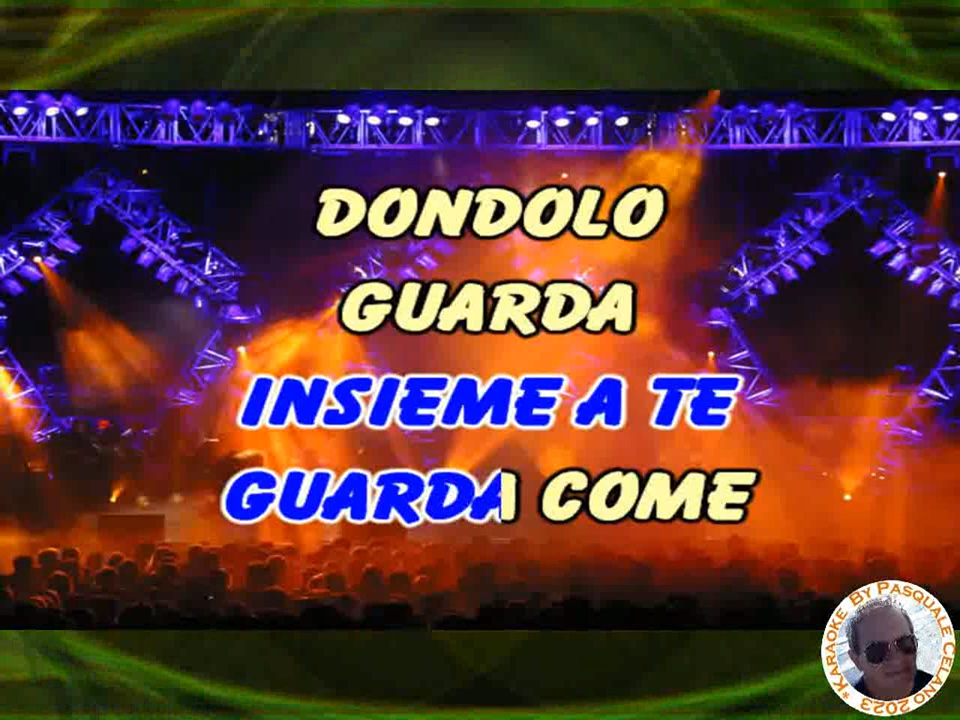 DONDOLO
GUARDA
INSIEME A TE
GUARDA COME
*KARAOKE BY PASQUALE CELANO 2023